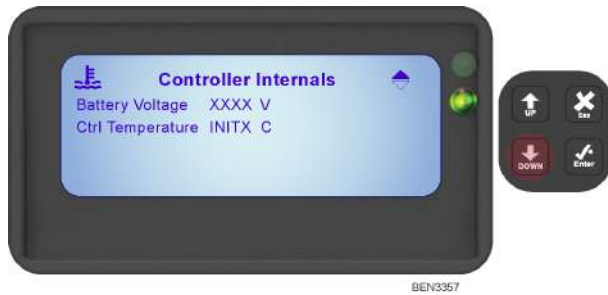 Controller Internals
Battery Voltage XXXX V
Ctrl Temperature INITX C
UP
Esc
DOWN
Enter
BEN3357